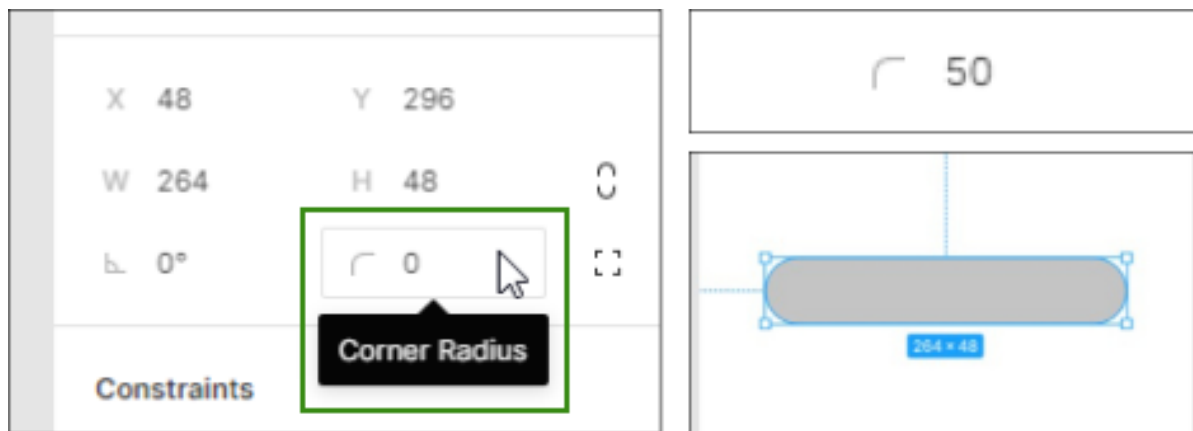 X 48 Y 296
W 264 H 48
0° 0
Corner Radius
Constraints
50
264 × 48